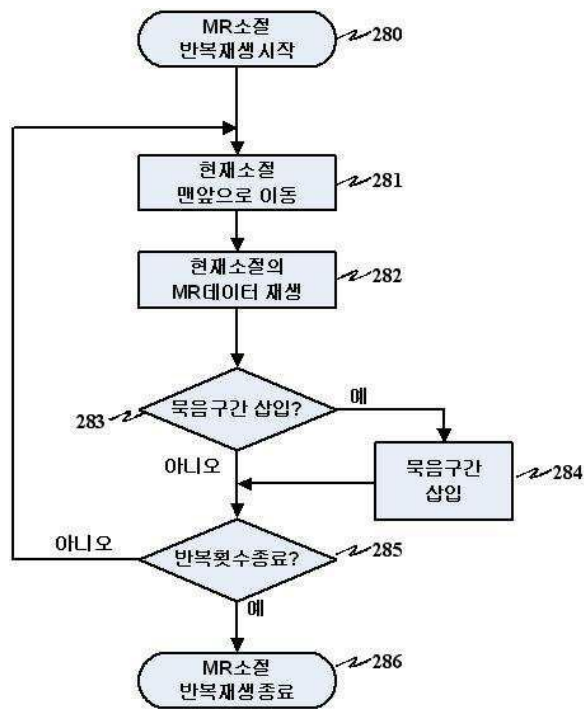 MR소절
반복재생시작
280
현재소절
맨앞으로 이동
281
현재소절의
MR데이터 재생
282
묵음구간 삽입?
283
예
아니오
묵음구간
삽입
284
반복횟수종료?
285
아니오
예
MR소절
반복재생종료
286